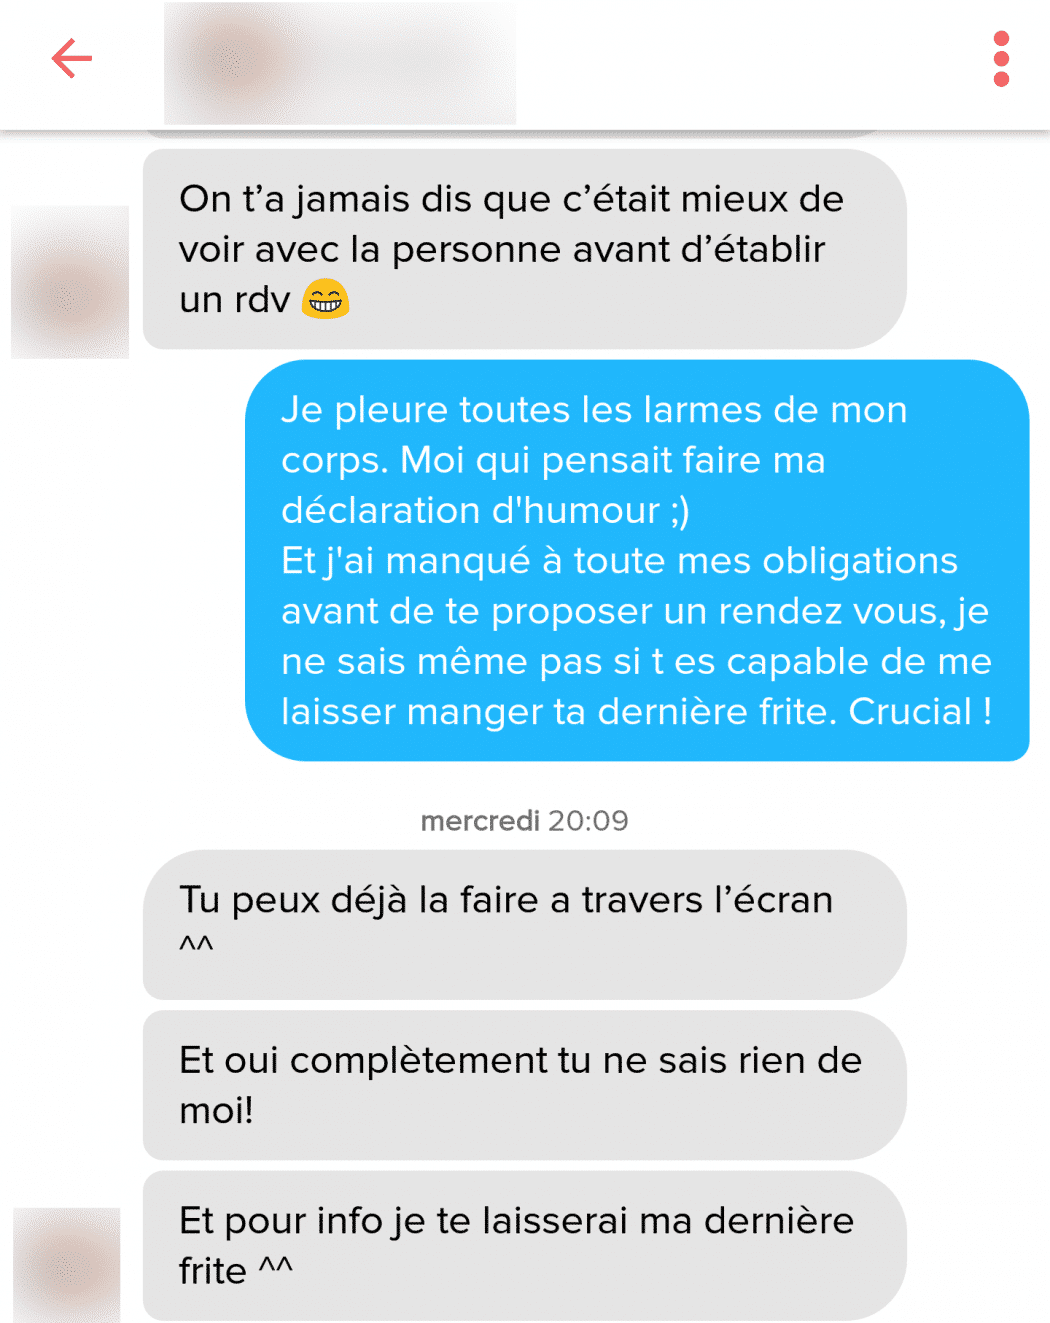 On t’a jamais dis que c’était mieux de
voir avec la personne avant d’établir
un rdv 😁
Je pleure toutes les larmes de mon
corps. Moi qui pensait faire ma
déclaration d'humour ;)
Et j'ai manqué à toute mes obligations
avant de te proposer un rendez vous, je
ne sais même pas si t es capable de me
laisser manger ta dernière frite. Crucial !
mercredi 20:09
Tu peux déjà la faire a travers l’écran
^^
Et oui complètement tu ne sais rien de
moi!
Et pour info je te laisserai ma dernière
frite ^^